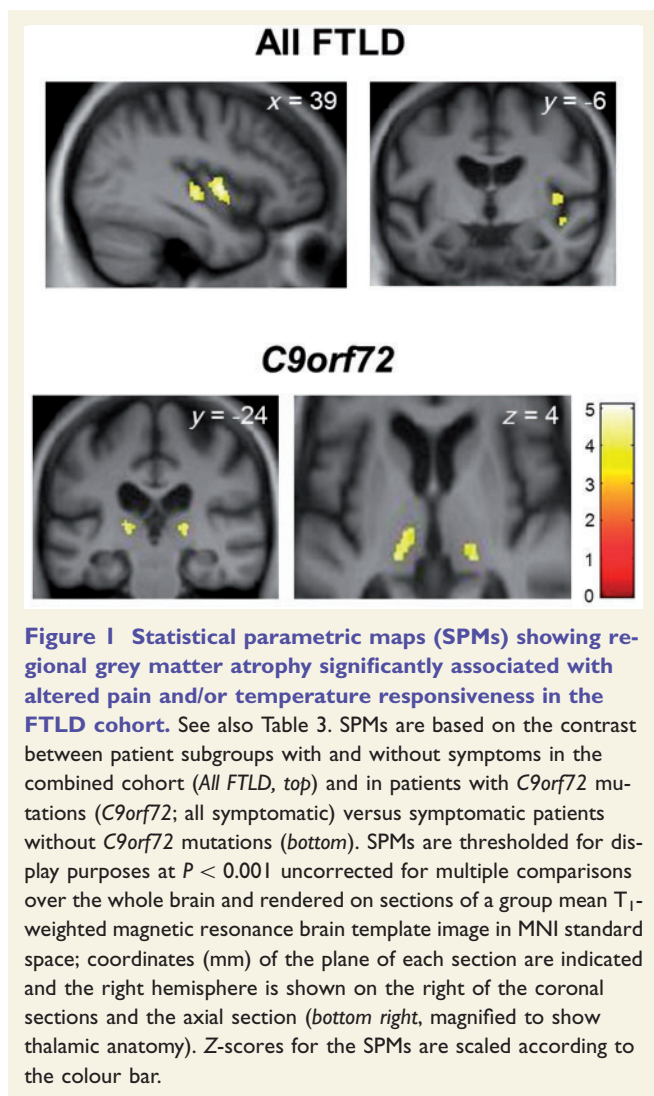 All FTLD
x = 39
y = -6
C9orf72
y = -24
z = 4
5
4
3
2
1
0
Figure 1 Statistical parametric maps (SPMs) showing re-
gional grey matter atrophy significantly associated with
altered pain and/or temperature responsiveness in the
FTLD cohort. See also Table 3. SPMs are based on the contrast
between patient subgroups with and without symptoms in the
combined cohort (All FTLD, top) and in patients with C9orf72 mu-
tations (C9orf72; all symptomatic) versus symptomatic patients
without C9orf72 mutations (bottom). SPMs are thresholded for dis-
play purposes at P < 0.001 uncorrected for multiple comparisons
over the whole brain and rendered on sections of a group mean T1-
weighted magnetic resonance brain template image in MNI standard
space; coordinates (mm) of the plane of each section are indicated
and the right hemisphere is shown on the right of the coronal
sections and the axial section (bottom right, magnified to show
thalamic anatomy). Z-scores for the SPMs are scaled according to
the colour bar.